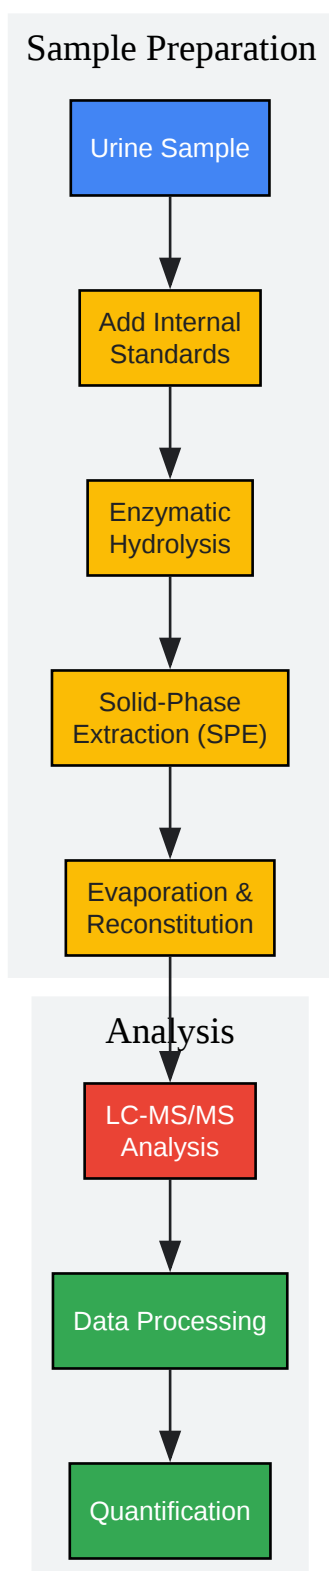 Sample Preparation
Urine Sample
Add Internal
Standards
Enzymatic
Hydrolysis
Solid-Phase
Extraction (SPE)
Evaporation &
Reconstitution
Analysis
LC-MS/MS
Analysis
Data Processing
Quantification